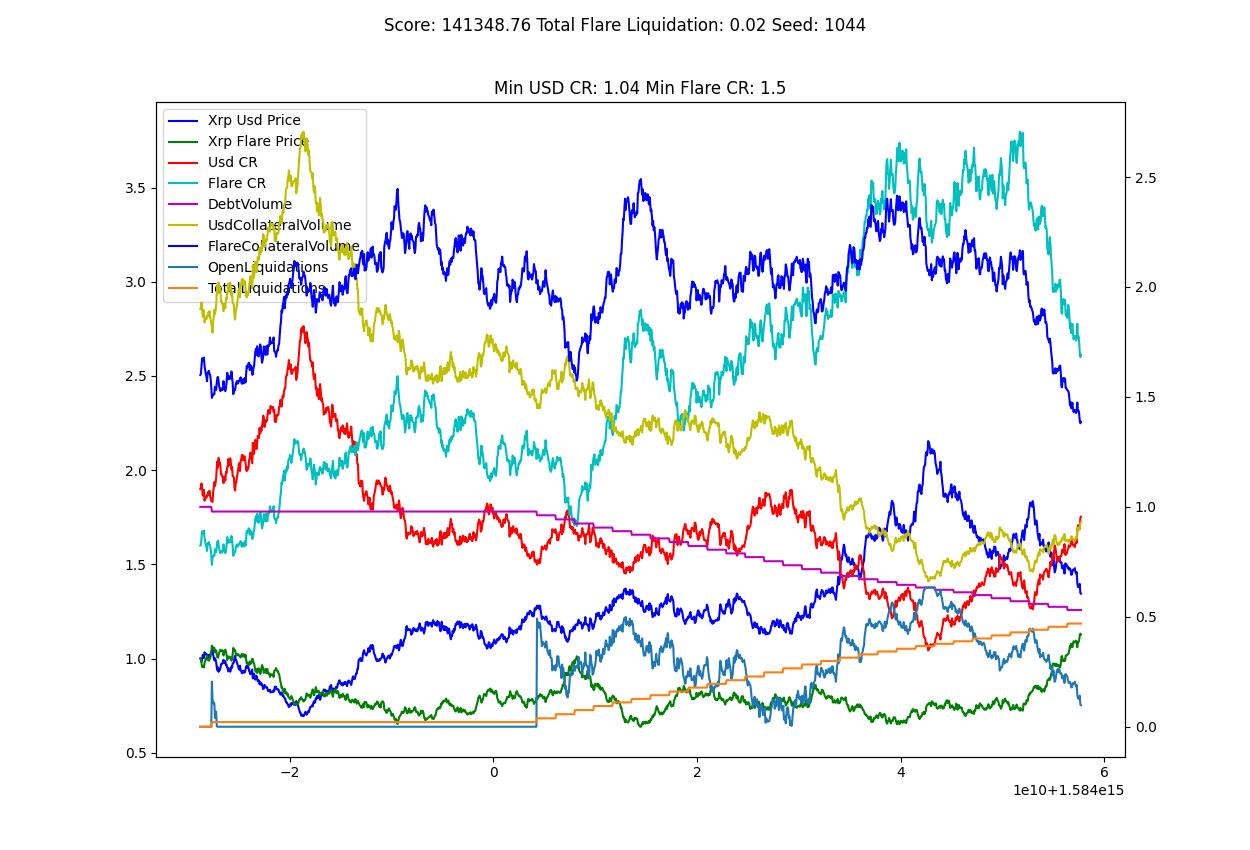 Score: 141348.76 Total Flare Liquidation: 0.02 Seed: 1044
Min USD CR: 1.04 Min Flare CR: 1.5
Xrp Usd Price
Xrp Flare Price
Usd CR
Flare CR
DebtVolume
UsdCollateralVolume
FlareCollateralVolume
OpenLiquidations
TotalLiquidations
3.5
3.0
2.5
2.0
1.5
1.0
0.5
2.5
2.0
1.5
1.0
0.5
0.0
−2 0 2 4 6
1e10+1.584e15